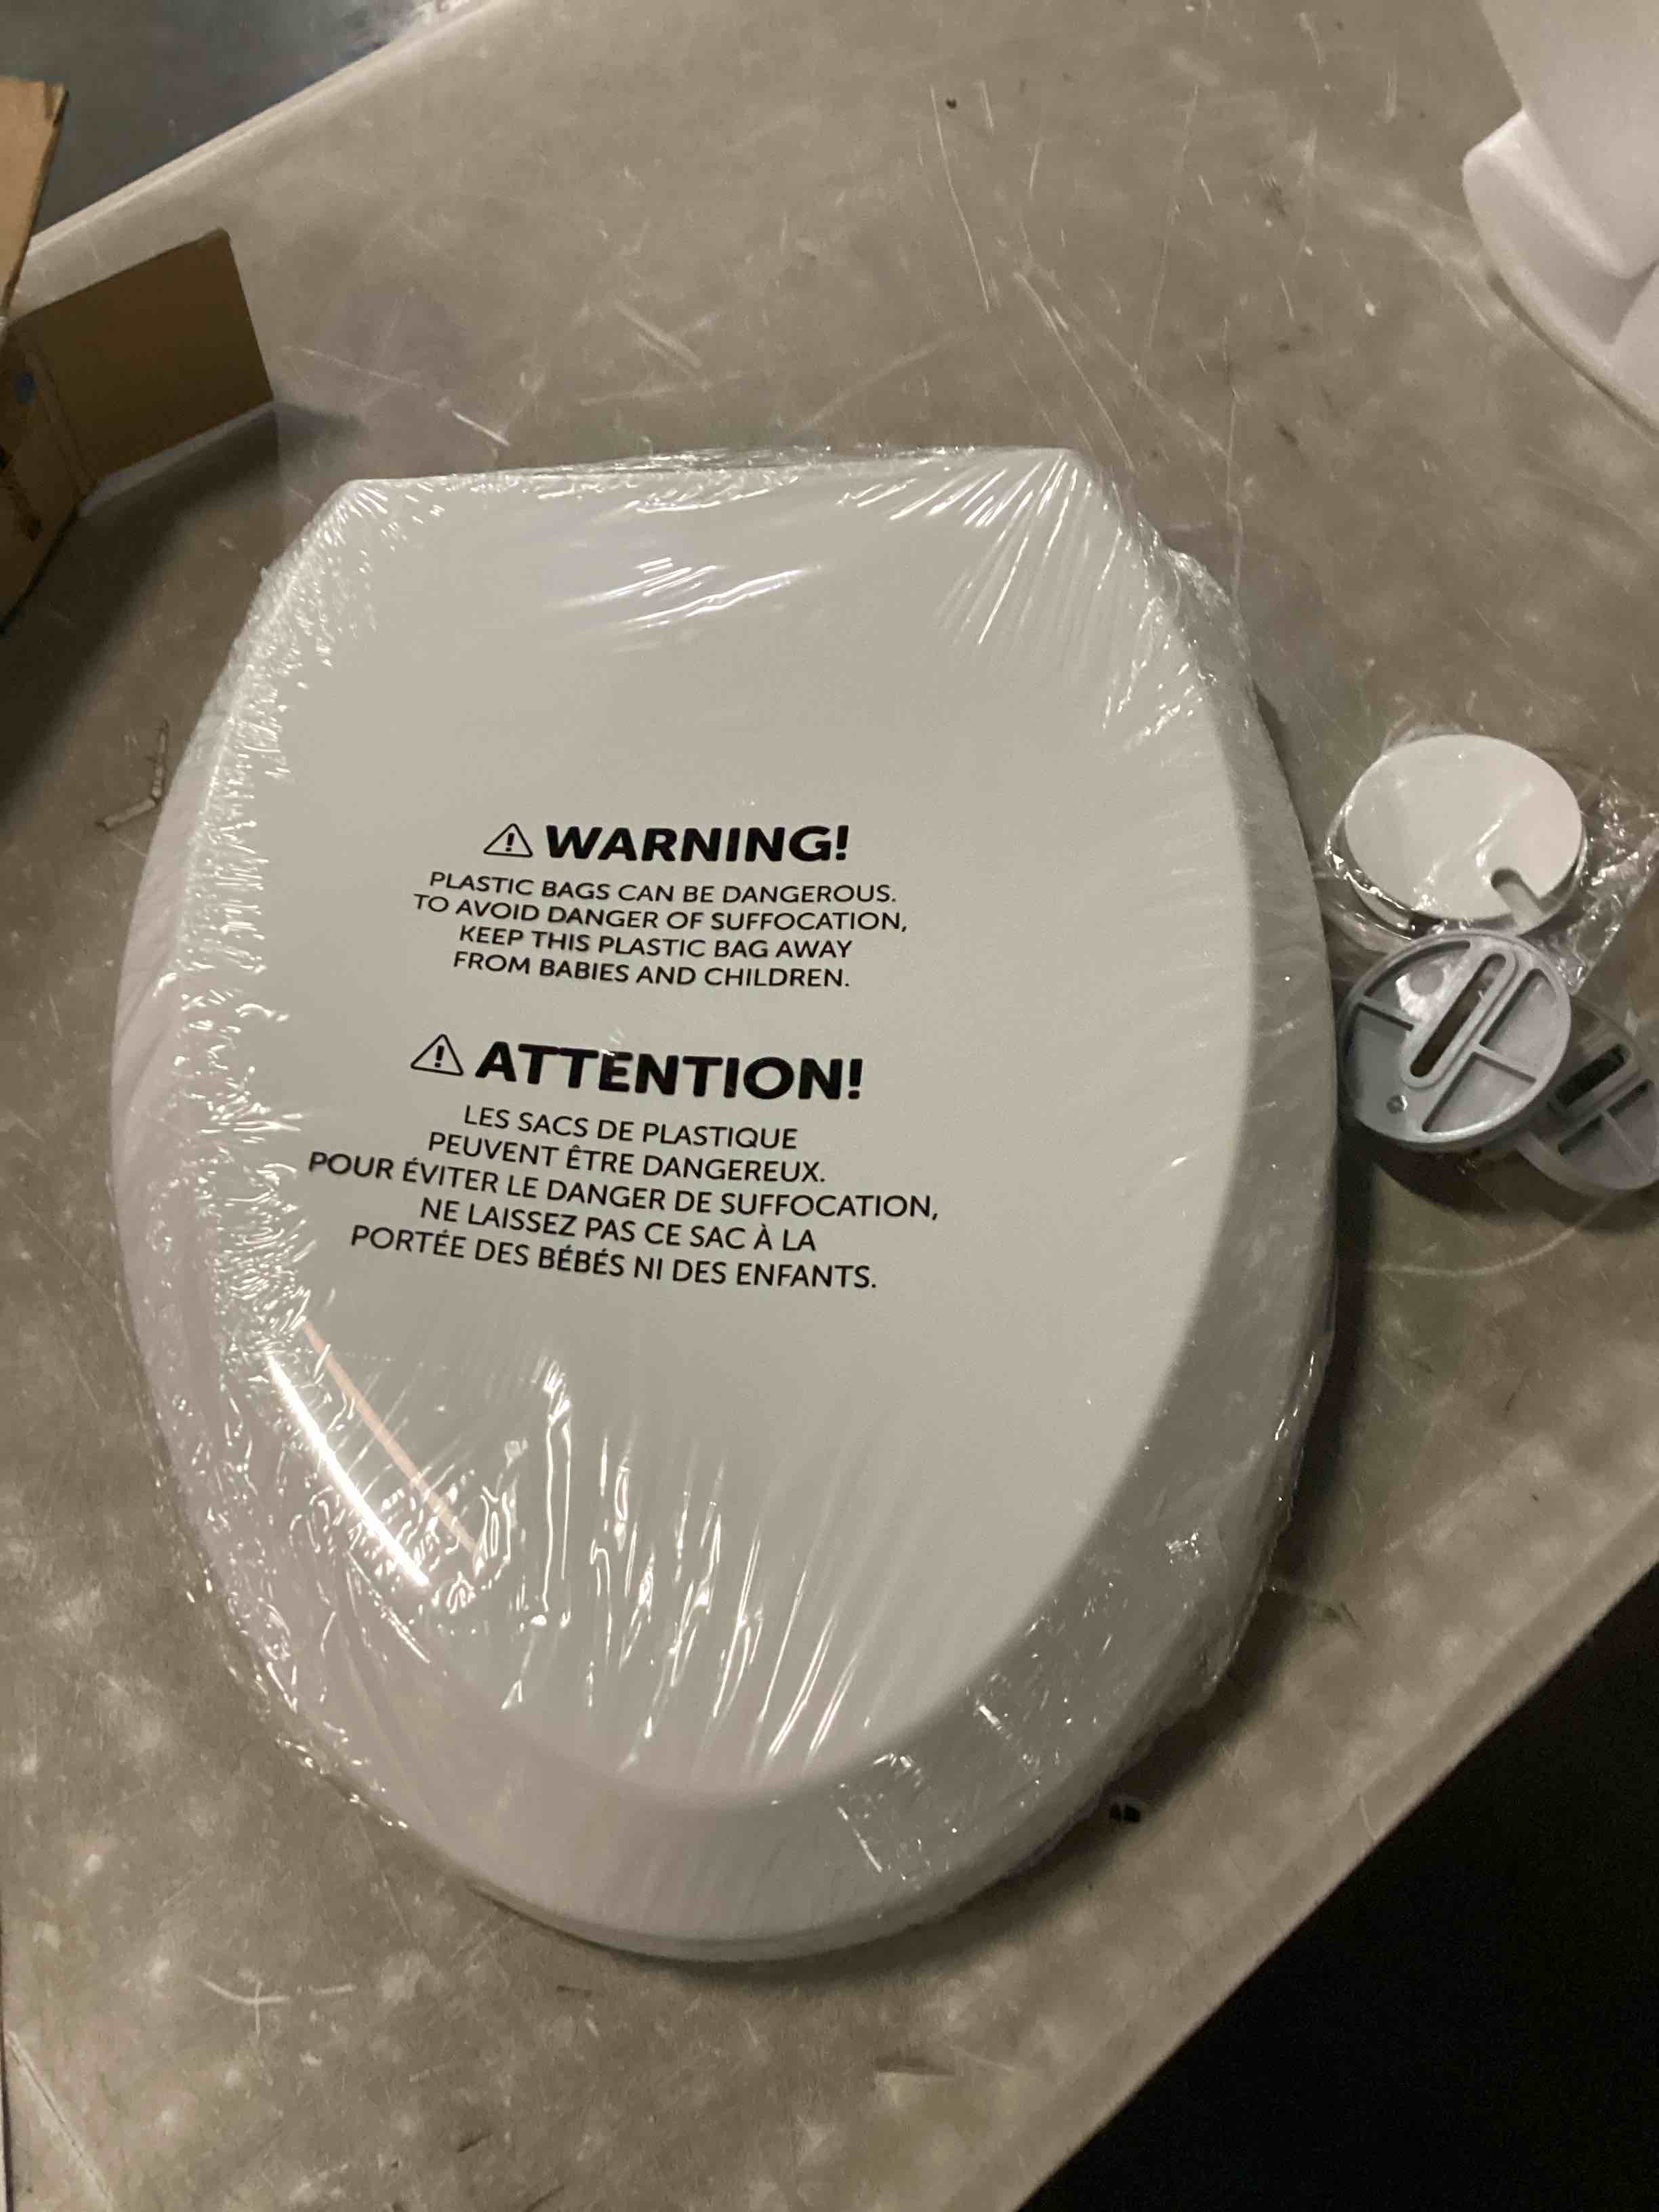 WARNING!
PLASTIC BAGS CAN BE DANGEROUS.
TO AVOID DANGER OF SUFFOCATION,
KEEP THIS PLASTIC BAG AWAY
FROM BABIES AND CHILDREN.
ATTENTION!
LES SACS DE PLASTIQUE
PEUVENT ÊTRE DANGEREUX.
POUR ÉVITER LE DANGER DE SUFFOCATION,
NE LAISSEZ PAS CE SAC À LA
PORTÉE DES BÉBÉS NI DES ENFANTS.